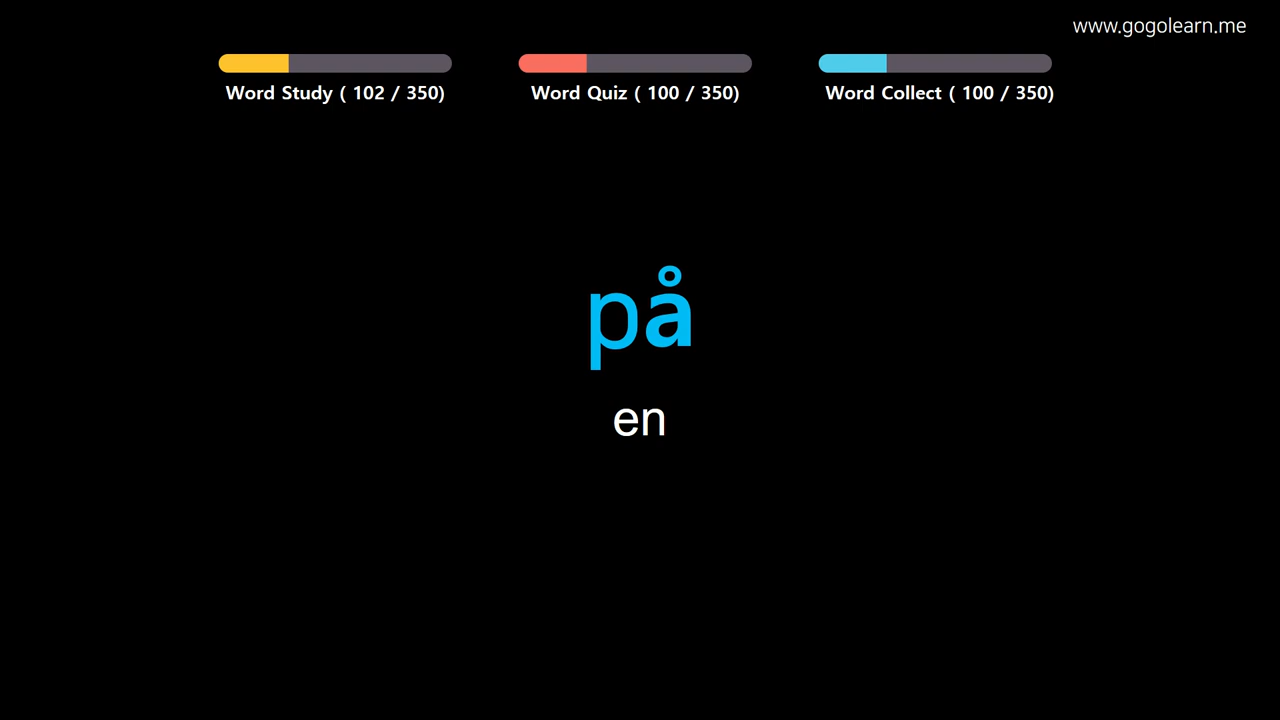 www.gogolearn.me
Word Study ( 102 / 350)
Word Quiz ( 100 / 350)
Word Collect ( 100 / 350)
på
en